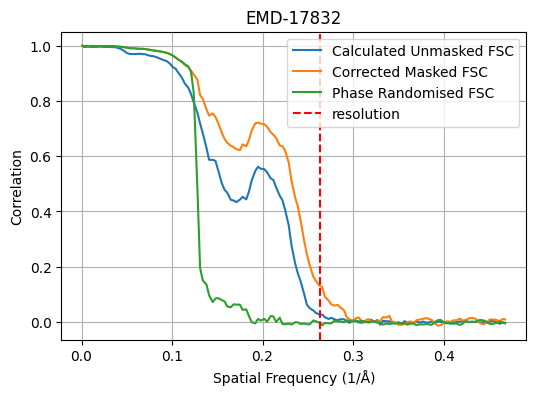 EMD-17832
1.0
0.8
0.6
0.4
0.2
0.0
Correlation
Calculated Unmasked FSC
Corrected Masked FSC
Phase Randomised FSC
resolution
0.0 0.1 0.2 0.3 0.4
Spatial Frequency (1/Å)